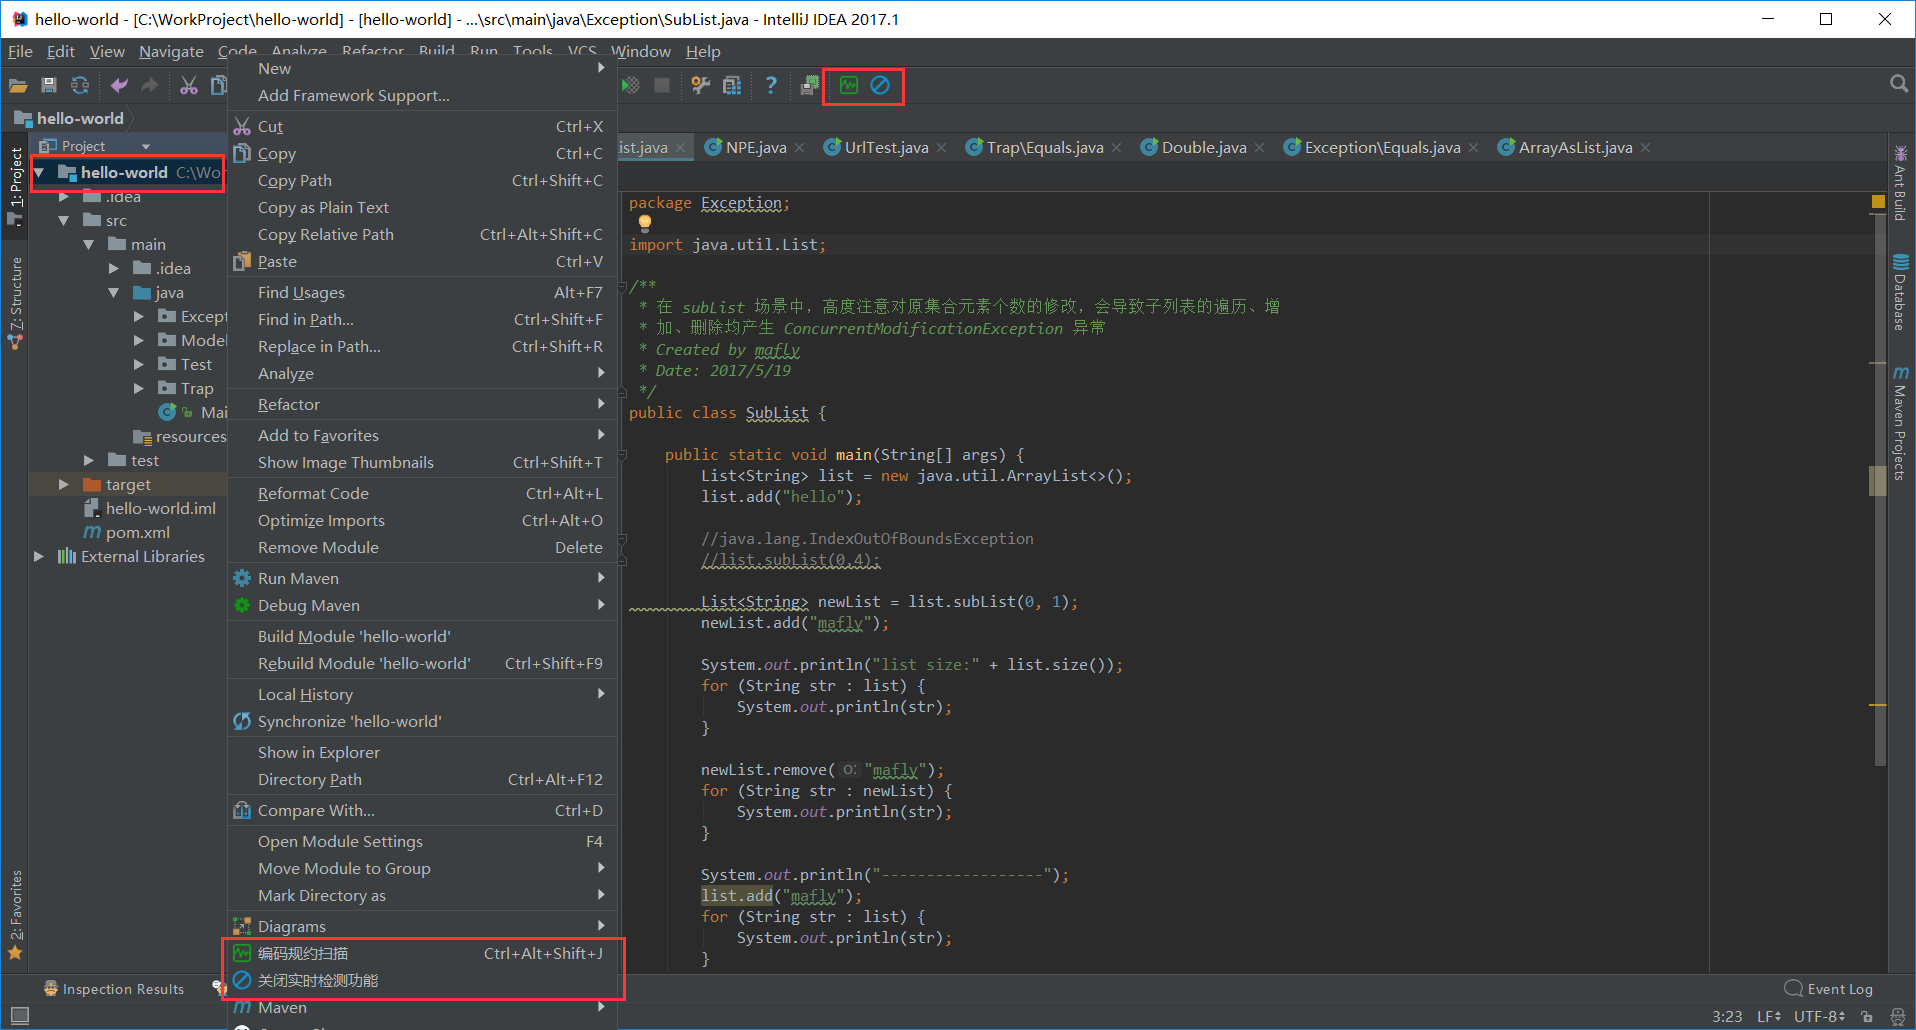 hello-world - [C:\WorkProject\hello-world] - [hello-world] - ...\src\main\java\Exception\SubList.java - IntelliJ IDEA 2017.1
File Edit View Navigate Code Analyze Refactor Build Run Tools VCS Window Help
hello-world
Project
hello-world C:\Wo
.idea
src
main
.idea
java
Except
Model
Test
Trap
Mai
resources
test
target
hello-world.iml
pom.xml
External Libraries
1: Project
7: Structure
2: Favorites
New
Add Framework Support...
Cut Ctrl+X
Copy Ctrl+C
Copy Path Ctrl+Shift+C
Copy as Plain Text
Copy Relative Path Ctrl+Alt+Shift+C
Paste Ctrl+V
Find Usages Alt+F7
Find in Path... Ctrl+Shift+F
Replace in Path... Ctrl+Shift+R
Analyze
Refactor
Add to Favorites
Show Image Thumbnails Ctrl+Shift+T
Reformat Code Ctrl+Alt+L
Optimize Imports Ctrl+Alt+O
Remove Module Delete
Run Maven
Debug Maven
Build Module 'hello-world'
Rebuild Module 'hello-world' Ctrl+Shift+F9
Local History
Synchronize 'hello-world'
Show in Explorer
Directory Path Ctrl+Alt+F12
Compare With... Ctrl+D
Open Module Settings F4
Move Module to Group
Mark Directory as
Diagrams
编码规约扫描 Ctrl+Alt+Shift+J
关闭实时检测功能
Maven
ist.java NPE.java UrlTest.java Trap\Equals.java Double.java Exception\Equals.java ArrayAsList.java
package Exception;
import java.util.List;
/**
* 在 subList 场景中，高度注意对原集合元素个数的修改，会导致子列表的遍历、增
* 加、删除均产生 ConcurrentModificationException 异常
* Created by mafly
* Date: 2017/5/19
*/
public class SubList {
public static void main(String[] args) {
List<String> list = new java.util.ArrayList<>();
list.add("hello");
//java.lang.IndexOutOfBoundsException
//list.subList(0,4);
List<String> newList = list.subList(0, 1);
newList.add("mafly");
System.out.println("list size:" + list.size());
for (String str : list) {
System.out.println(str);
}
newList.remove( o: "mafly");
for (String str : newList) {
System.out.println(str);
}
System.out.println("------------------");
list.add("mafly");
for (String str : list) {
System.out.println(str);
}
Ant Build
Database
Maven Projects
Inspection Results
Event Log
3:23 LF UTF-8